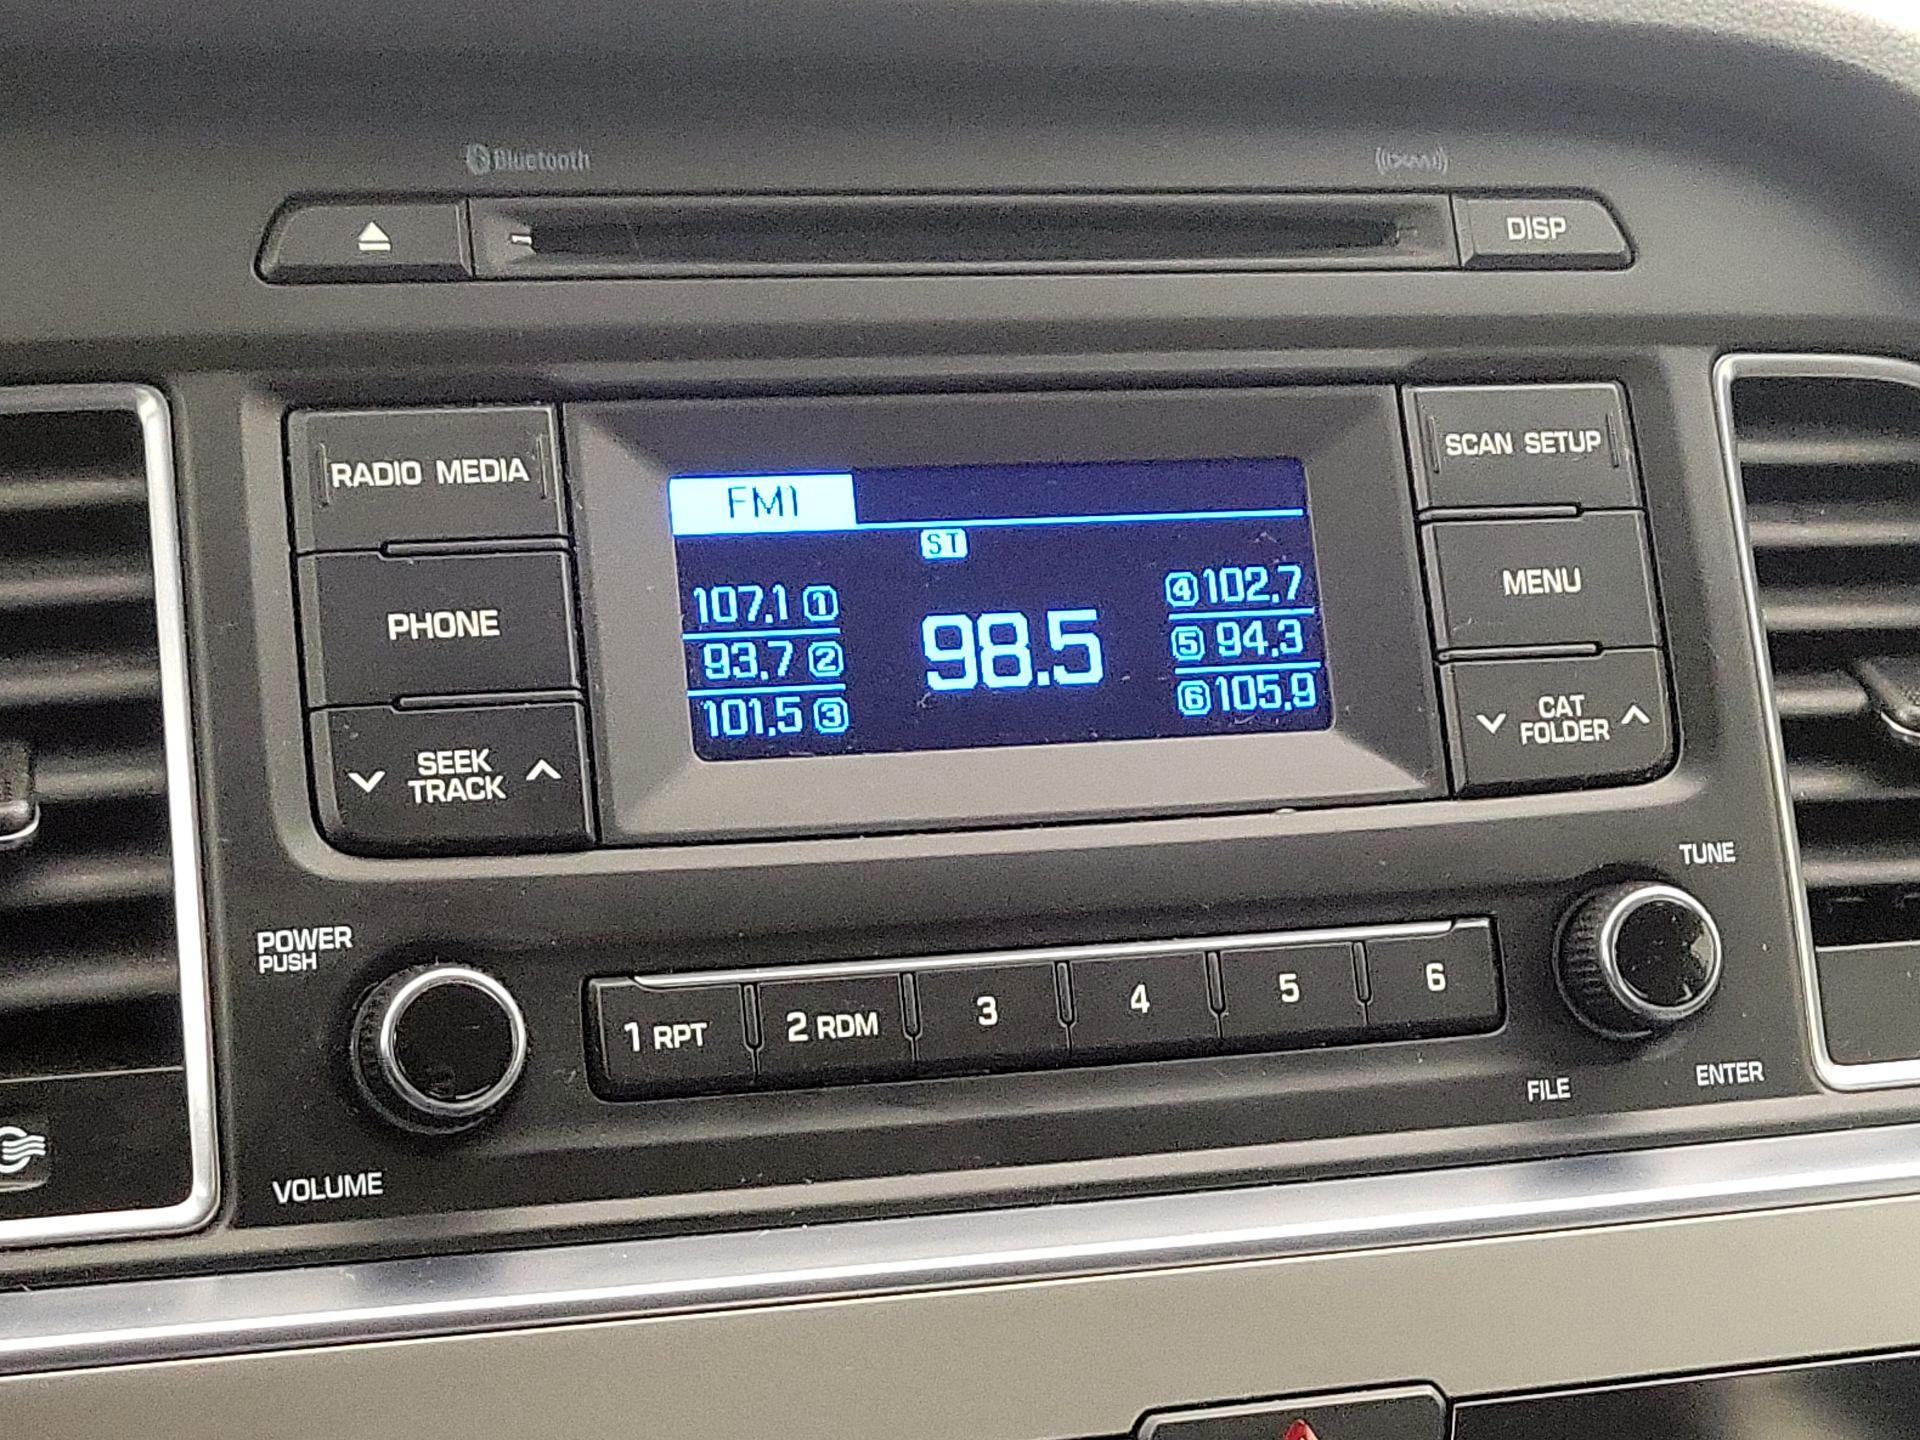 Bluetooth
((XM))
DISP
RADIO MEDIA
SCAN SETUP
FM1
ST
PHONE
MENU
107.1 1
93.7 2
101.5 3
98.5
4 102.7
5 94.3
6 105.9
SEEK
TRACK
CAT
FOLDER
POWER
PUSH
TUNE
1 RPT
2 RDM
3
4
5
6
VOLUME
FILE
ENTER